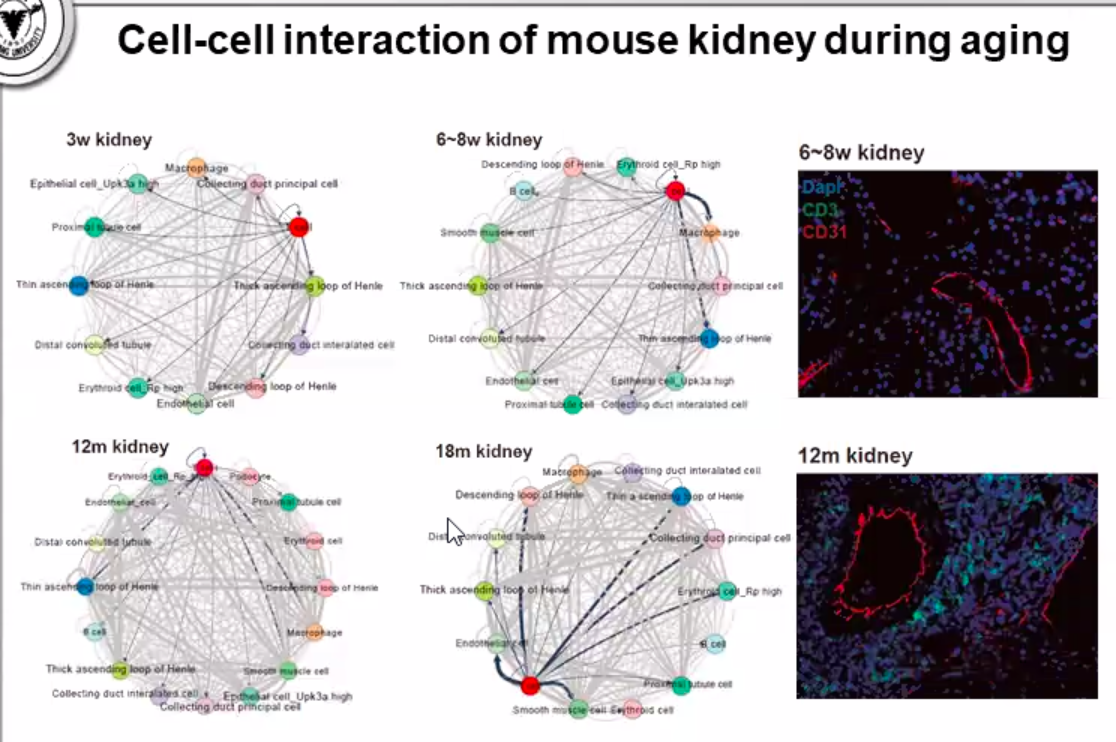 UNIVERSITY
Cell-cell interaction of mouse kidney during aging
3w kidney
Macrophage
Epithelial cell_Upk3a high
Collecting duct principal cell
Proximal tubule cell
Thin ascending loop of Henle
Thick ascending loop of Henle
Distal convoluted tubule
Collecting duct interalated cell
Erythroid cell_Rp high
Descending loop of Henle
Endothelial cell
6~8w kidney
Descending loop of Henle
Erythroid cell_Rp high
B cell
Smooth muscle cell
Macrophage
Thick ascending loop of Henle
Collecting duct principal cell
Distal convoluted tubule
Thin ascending loop of Henle
Endothelial cell
Epithelial cell_Upk3a high
Proximal tubule cell
Collecting duct interalated cell
6~8w kidney
Dapi
CD3
CD31
12m kidney
Erythroid cell_Rp
Podocyte
Endothelial_cell
Proximal tubule cell
Distal convoluted tubule
Erythroid cell
Thin ascending loop of Henle
Descending loop of Henle
B cell
Macrophage
Thick ascending loop of Henle
Smooth muscle cell
Collecting duct interalated cell
Epithelial cell_Upk3a high
Collecting duct principal cell
18m kidney
Macrophage
Collecting duct interalated cell
Descending loop of Henle
Thin ascending loop of Henle
Distal convoluted tubule
Collecting duct principal cell
Thick ascending loop of Henle
Erythroid cell_Rp high
Endothelial cell
B cell
Proximal tubule cell
Smooth muscle cell
Erythroid cell
12m kidney